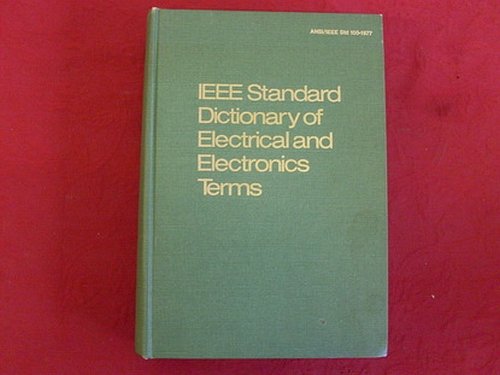 ANSI/IEEE Std 100-1977
IEEE Standard
Dictionary of
Electrical and
Electronics
Terms